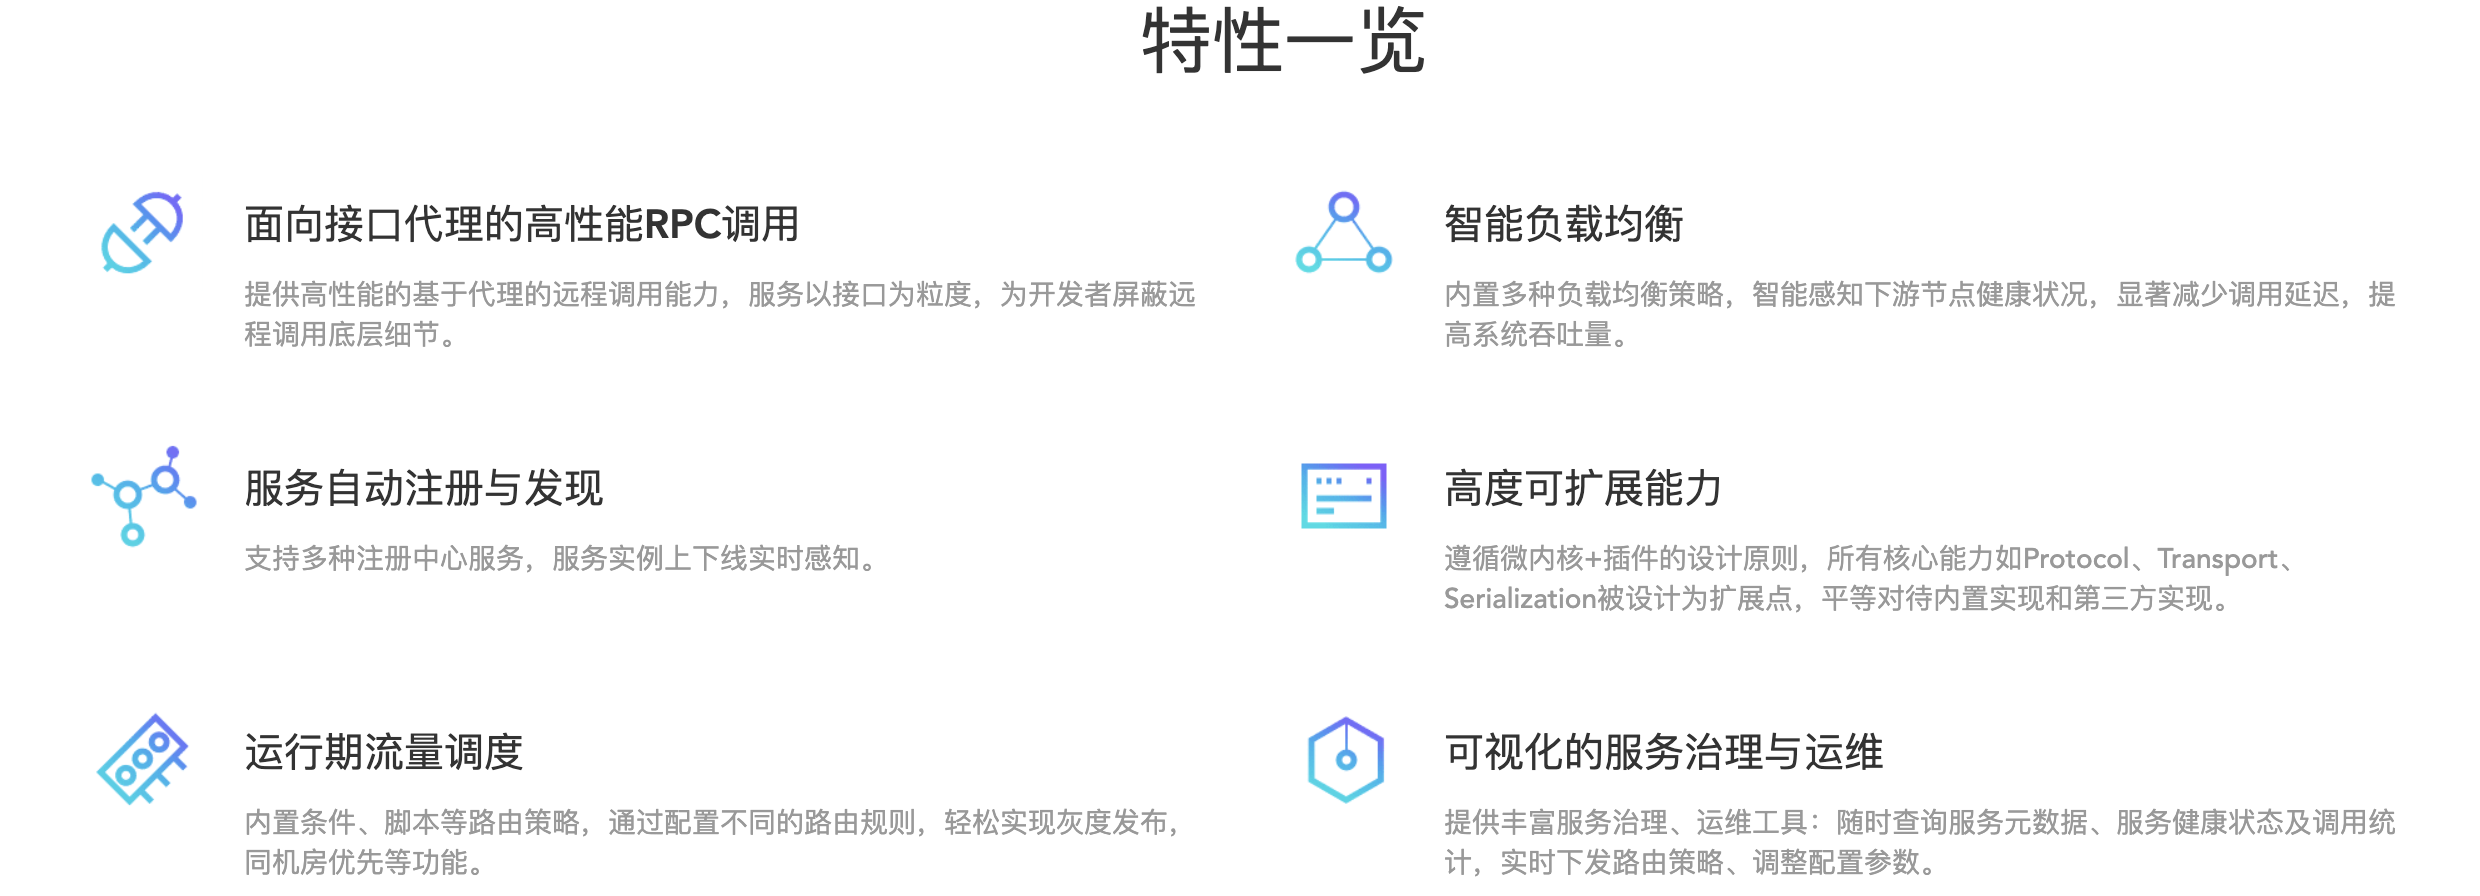 特性一览
面向接口代理的高性能RPC调用
提供高性能的基于代理的远程调用能力，服务以接口为粒度，为开发者屏蔽远
程调用底层细节。
智能负载均衡
内置多种负载均衡策略，智能感知下游节点健康状况，显著减少调用延迟，提
高系统吞吐量。
服务自动注册与发现
支持多种注册中心服务，服务实例上下线实时感知。
高度可扩展能力
遵循微内核+插件的设计原则，所有核心能力如Protocol、Transport、
Serialization被设计为扩展点，平等对待内置实现和第三方实现。
运行期流量调度
内置条件、脚本等路由策略，通过配置不同的路由规则，轻松实现灰度发布，
同机房优先等功能。
可视化的服务治理与运维
提供丰富服务治理、运维工具：随时查询服务元数据、服务健康状态及调用统
计，实时下发路由策略、调整配置参数。